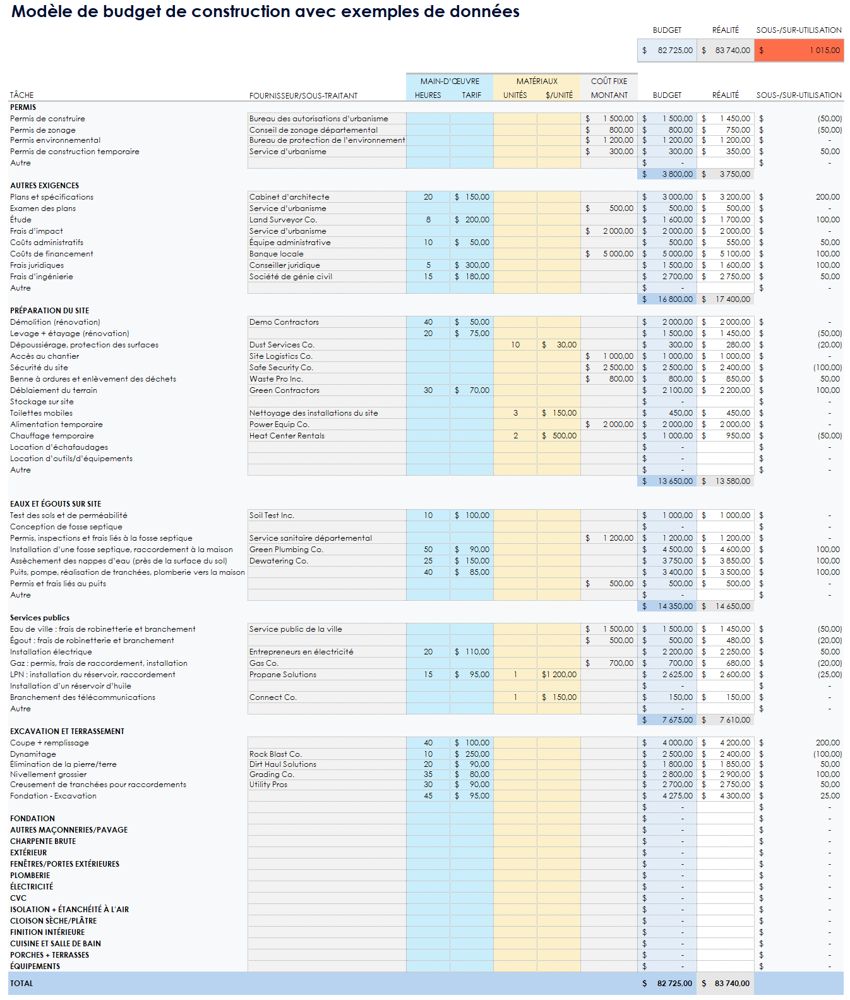 Modèle de budget de construction avec exemples de données
BUDGET RÉALITÉ SOUS-/SUR-UTILISATION
$ 82 725,00 $ 83 740,00 $ 1 015,00
MAIN-D'ŒUVRE MATÉRIAUX COÛT FIXE
TÂCHE FOURNISSEUR/SOUS-TRAITANT HEURES TARIF UNITÉS $/UNITÉ MONTANT BUDGET RÉALITÉ SOUS-/SUR-UTILISATION
PERMIS
Permis de construire Bureau des autorisations d'urbanisme $ 1 500,00 $ 1 500,00 $ 1 450,00 $ (50,00)
Permis de zonage Conseil de zonage départemental $ 800,00 $ 800,00 $ 750,00 $ (50,00)
Permis environnemental Bureau de protection de l'environnement $ 1 200,00 $ 1 200,00 $ 1 200,00 $ -
Permis de construction temporaire Service d'urbanisme $ 300,00 $ 300,00 $ 350,00 $ 50,00
Autre $ - $ -
$ 3 800,00 $ 3 750,00
AUTRES EXIGENCES
Plans et spécifications Cabinet d'architecte 20 $ 150,00 $ 3 000,00 $ 3 200,00 $ 200,00
Examen des plans Service d'urbanisme $ 500,00 $ 500,00 $ 500,00 $ -
Étude Land Surveyor Co. 8 $ 200,00 $ 1 600,00 $ 1 700,00 $ 100,00
Frais d'impact Service d'urbanisme $ 2 000,00 $ 2 000,00 $ 2 000,00 $ -
Coûts administratifs Équipe administrative 10 $ 50,00 $ 500,00 $ 550,00 $ 50,00
Coûts de financement Banque locale $ 5 000,00 $ 5 000,00 $ 5 100,00 $ 100,00
Frais juridiques Conseiller juridique 5 $ 300,00 $ 1 500,00 $ 1 600,00 $ 100,00
Frais d'ingénierie Société de génie civil 15 $ 180,00 $ 2 700,00 $ 2 750,00 $ 50,00
Autre $ - $ -
$ 16 800,00 $ 17 400,00
PRÉPARATION DU SITE
Démolition (rénovation) Demo Contractors 40 $ 50,00 $ 2 000,00 $ 2 000,00 $ -
Levage + étayage (rénovation) 20 $ 75,00 $ 1 500,00 $ 1 450,00 $ (50,00)
Dépoussiérage, protection des surfaces Dust Services Co. 10 $ 30,00 $ 300,00 $ 280,00 $ (20,00)
Accès au chantier Site Logistics Co. $ 1 000,00 $ 1 000,00 $ 1 000,00 $ -
Sécurité du site Safe Security Co. $ 2 500,00 $ 2 500,00 $ 2 400,00 $ (100,00)
Benne à ordures et enlèvement des déchets Waste Pro Inc. $ 800,00 $ 800,00 $ 850,00 $ 50,00
Déblaiement du terrain Green Contractors 30 $ 70,00 $ 2 100,00 $ 2 200,00 $ 100,00
Stockage sur site $ - $ -
Toilettes mobiles Nettoyage des installations du site 3 $ 150,00 $ 450,00 $ 450,00 $ -
Alimentation temporaire Power Equip Co. $ 2 000,00 $ 2 000,00 $ 2 000,00 $ -
Chauffage temporaire Heat Center Rentals 2 $ 500,00 $ 1 000,00 $ 950,00 $ (50,00)
Location d'échafaudages $ - $ -
Location d'outils/d'équipements $ - $ -
Autre $ - $ -
$ 13 650,00 $ 13 580,00
EAUX ET ÉGOUTS SUR SITE
Test des sols et de perméabilité Soil Test Inc. 10 $ 100,00 $ 1 000,00 $ 1 000,00 $ -
Conception de fosse septique $ - $ -
Permis, inspections et frais liés à la fosse septique Service sanitaire départemental $ 1 200,00 $ 1 200,00 $ 1 200,00 $ -
Installation d'une fosse septique, raccordement à la maison Green Plumbing Co. 50 $ 90,00 $ 4 500,00 $ 4 600,00 $ 100,00
Assèchement des nappes d'eau (près de la surface du sol) Dewatering Co. 25 $ 150,00 $ 3 750,00 $ 3 850,00 $ 100,00
Puits, pompe, réalisation de tranchées, plomberie vers la maison 40 $ 85,00 $ 3 400,00 $ 3 500,00 $ 100,00
Permis et frais liés au puits $ 500,00 $ 500,00 $ 500,00 $ -
Autre $ - $ -
$ 14 350,00 $ 14 650,00
Services publics
Eau de ville : frais de robinetterie et branchement Service public de la ville $ 1 500,00 $ 1 500,00 $ 1 450,00 $ (50,00)
Égout : frais de robinetterie et branchement $ 500,00 $ 500,00 $ 480,00 $ (20,00)
Installation électrique Entrepreneurs en électricité 20 $ 110,00 $ 2 200,00 $ 2 250,00 $ 50,00
Gaz : permis, frais de raccordement, installation Gas Co. $ 700,00 $ 700,00 $ 680,00 $ (20,00)
LPN : installation du réservoir, raccordement Propane Solutions 15 $ 95,00 1 $1 200,00 $ 2 625,00 $ 2 600,00 $ (25,00)
Installation d'un réservoir d'huile $ - $ -
Branchement des télécommunications Connect Co. 1 $ 150,00 $ 150,00 $ 150,00 $ -
Autre $ - $ -
$ 7 675,00 $ 7 610,00
EXCAVATION ET TERRASSEMENT
Coupe + remplissage 40 $ 100,00 $ 4 000,00 $ 4 200,00 $ 200,00
Dynamitage Rock Blast Co. 10 $ 250,00 $ 2 500,00 $ 2 400,00 $ (100,00)
Élimination de la pierre/terre Dirt Haul Solutions 20 $ 90,00 $ 1 800,00 $ 1 850,00 $ 50,00
Nivellement grossier Grading Co. 35 $ 80,00 $ 2 800,00 $ 2 900,00 $ 100,00
Creusement de tranchées pour raccordements Utility Pros 30 $ 90,00 $ 2 700,00 $ 2 750,00 $ 50,00
Fondation - Excavation 45 $ 95,00 $ 4 275,00 $ 4 300,00 $ 25,00
$ - $ -
FONDATION $ - $ -
AUTRES MAÇONNERIES/PAVAGE $ - $ -
CHARPENTE BRUTE $ - $ -
EXTÉRIEUR $ - $ -
FENÊTRES/PORTES EXTÉRIEURES $ - $ -
PLOMBERIE $ - $ -
ÉLECTRICITÉ $ - $ -
CVC $ - $ -
ISOLATION + ÉTANCHÉITÉ À L'AIR $ - $ -
CLOISON SÈCHE/PLÂTRE $ - $ -
FINITION INTÉRIEURE $ - $ -
CUISINE ET SALLE DE BAIN $ - $ -
PORCHES + TERRASSES $ - $ -
ÉQUIPEMENTS $ - $ -
TOTAL $ 82 725,00 $ 83 740,00